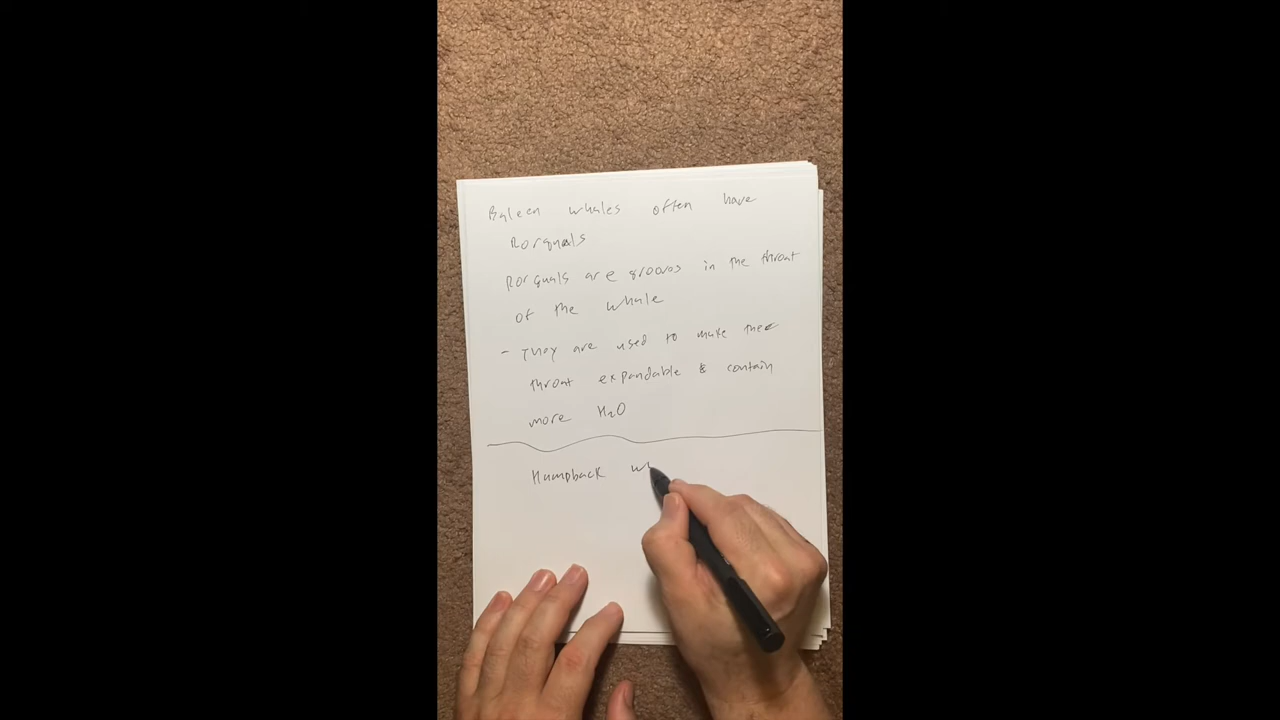 Baleen whales often have
Rorquals
Rorquals are grooves in the throat
of the whale
- They are used to make the
throat expandable & contain
more H₂O
Humpback wh